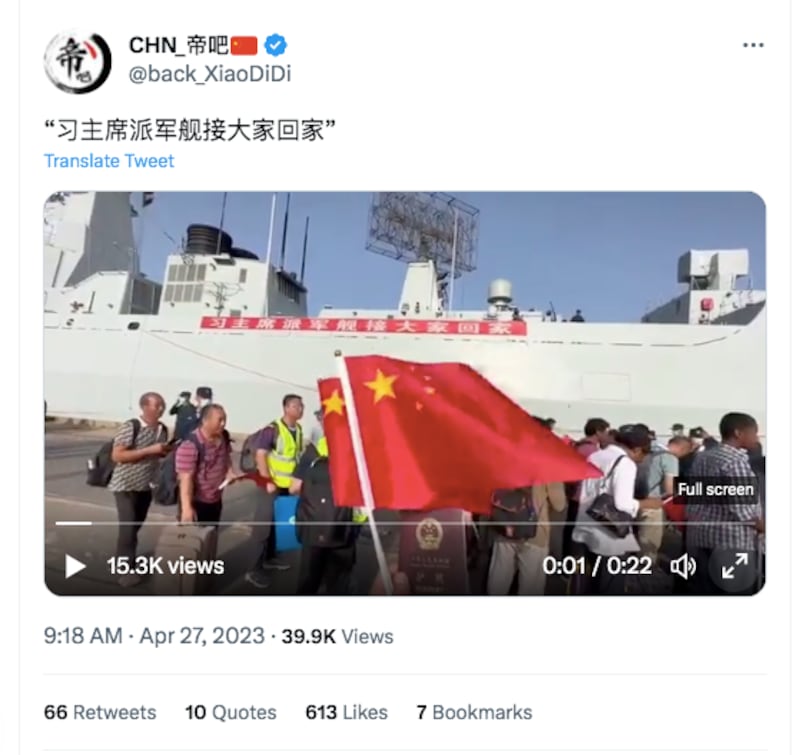 CHN_帝吧🇨🇳
@back_XiaoDiDi
“习主席派军舰接大家回家”
Translate Tweet
习主席派军舰接大家回家
Full screen
15.3K views
0:01 / 0:22
9:18 AM · Apr 27, 2023 · 39.9K Views
66 Retweets 10 Quotes 613 Likes 7 Bookmarks